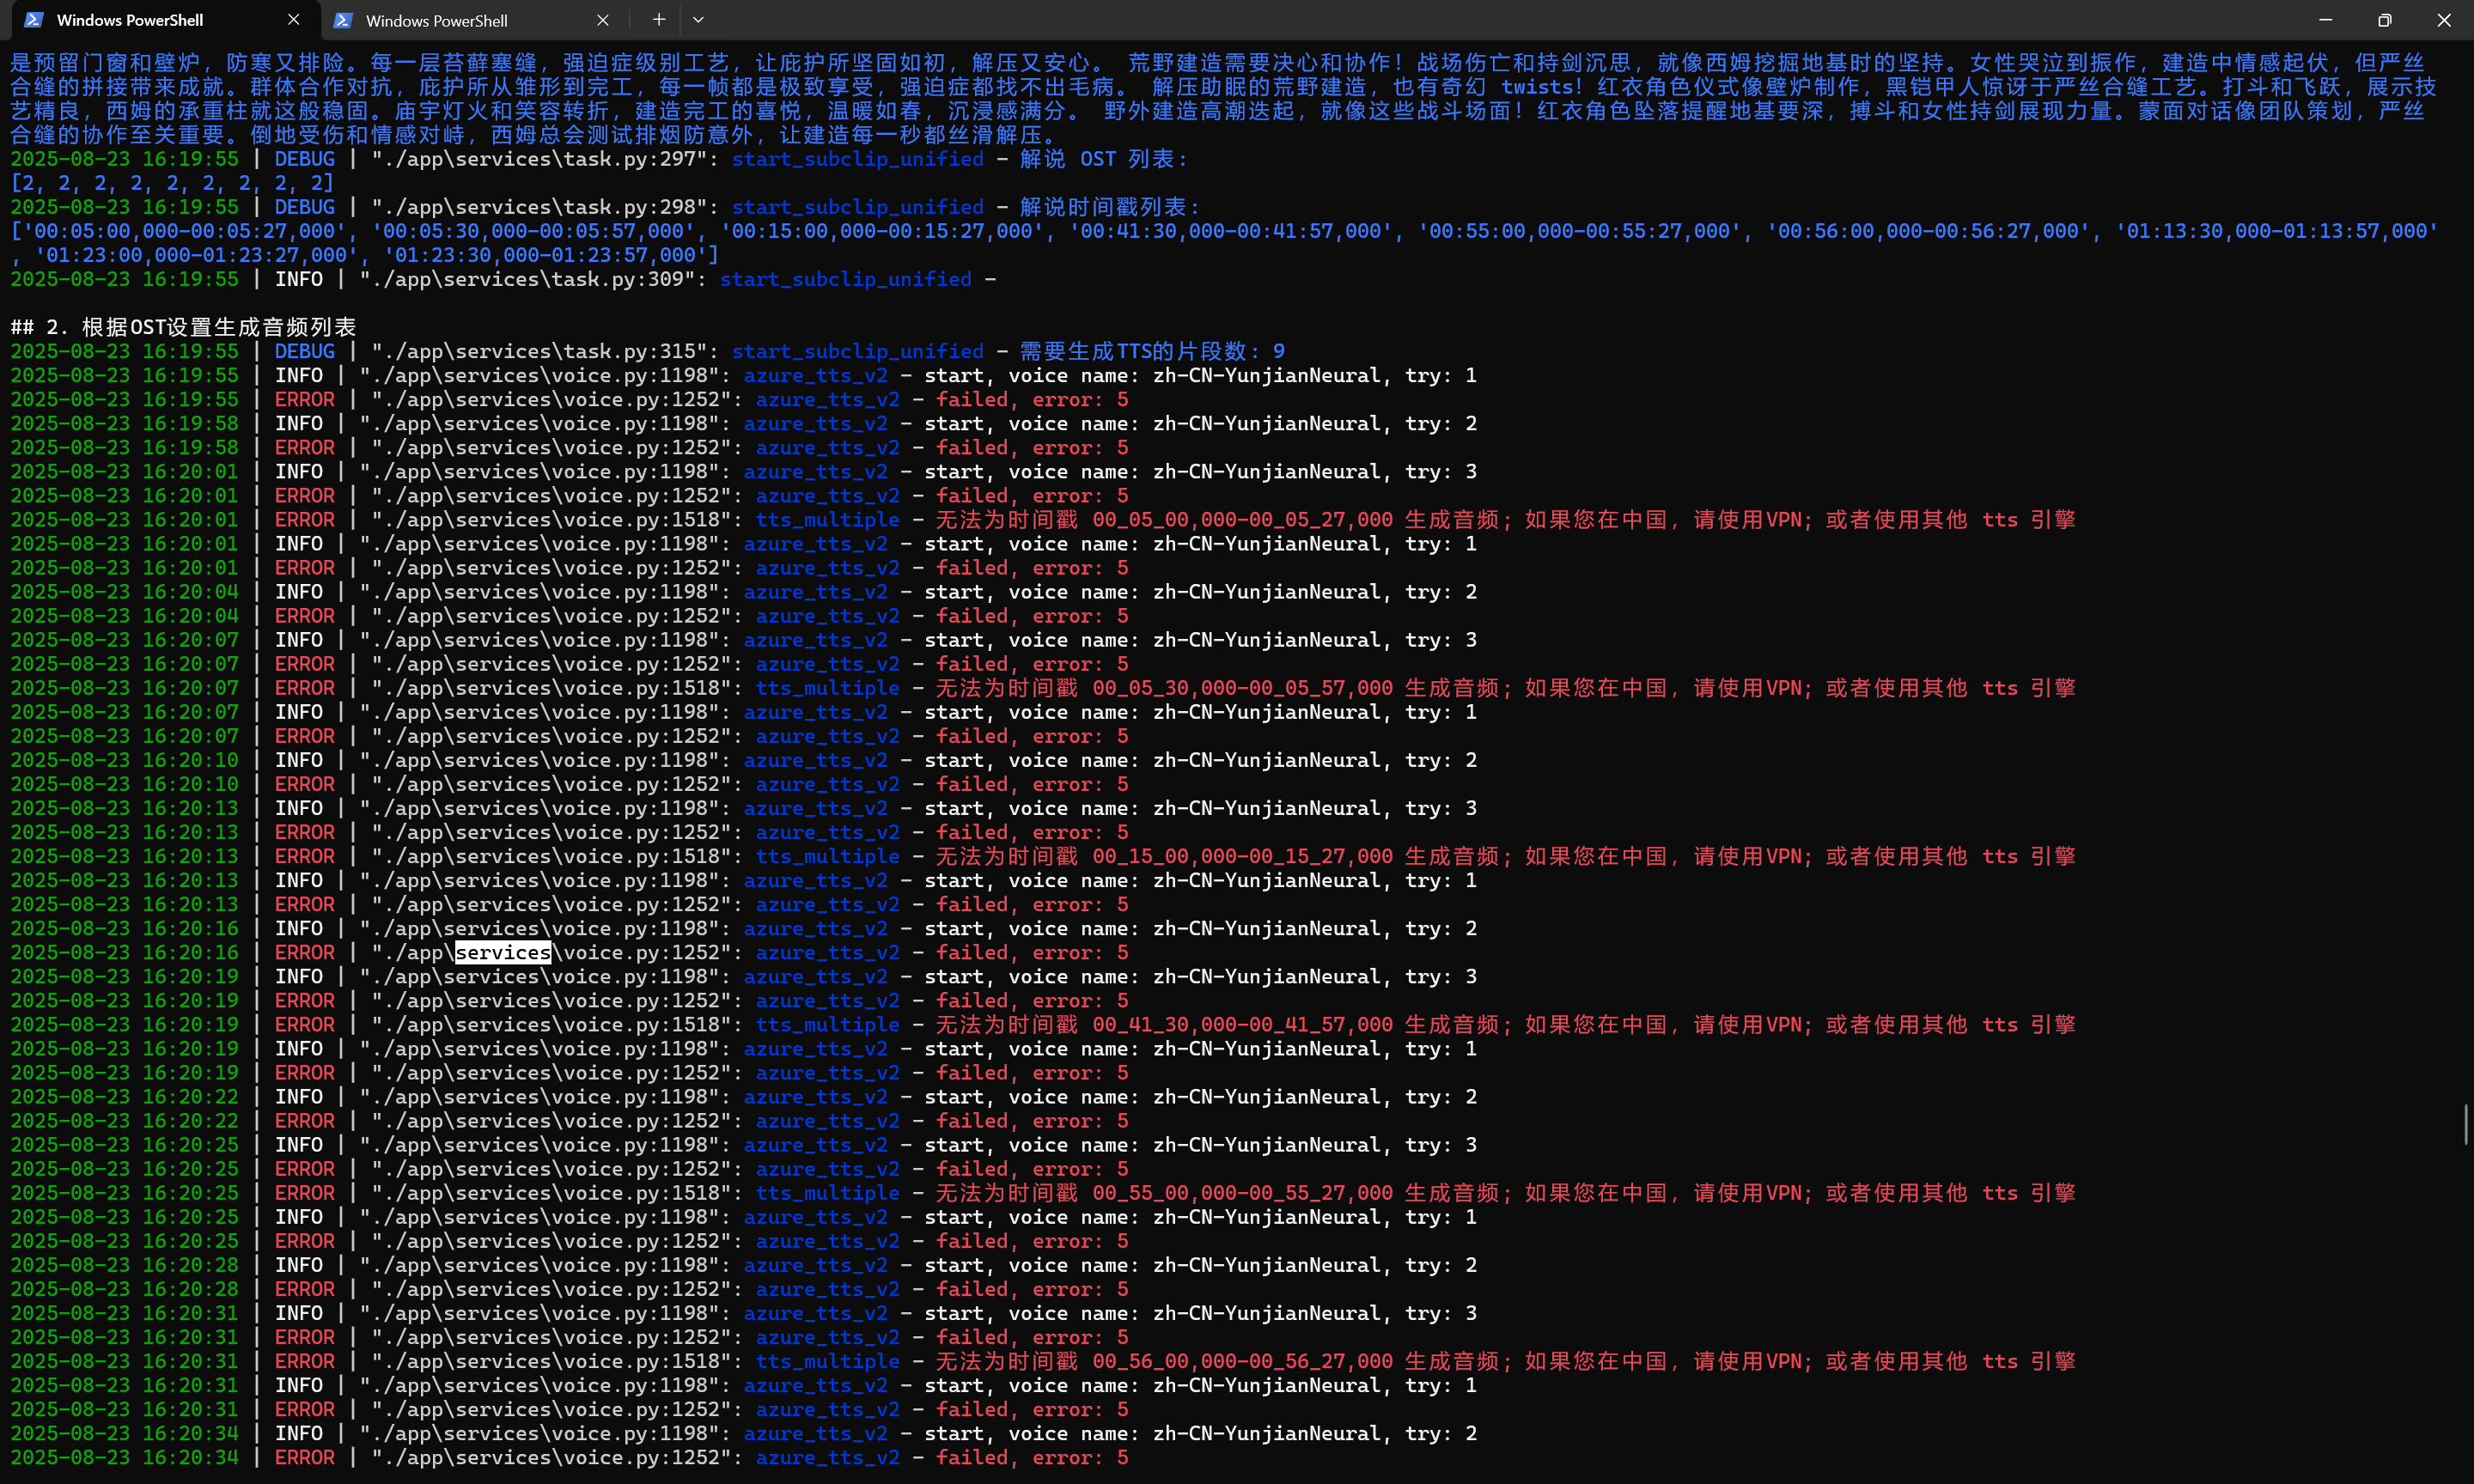 Windows PowerShell
Windows PowerShell
是预留门窗和壁炉，防寒又排险。每一层苔藓塞缝，强迫症级别工艺，让庇护所坚固如初，解压又安心。 荒野建造需要决心和协作！战场伤亡和持剑沉思，就像西姆挖掘地基时的坚持。女性哭泣到振作，建造中情感起伏，但严丝
合缝的拼接带来成就。群体合作对抗，庇护所从雏形到完工，每一帧都是极致享受，强迫症都找不出毛病。 解压助眠的荒野建造，也有奇幻 twists！红衣角色仪式像壁炉制作，黑铠甲人惊讶于严丝合缝工艺。打斗和飞跃，展示技
艺精良，西姆的承重柱就这般稳固。庙宇灯火和笑容转折，建造完工的喜悦，温暖如春，沉浸感满分。 野外建造高潮迭起，就像这些战斗场面！红衣角色坠落提醒地基要深，搏斗和女性持剑展现力量。蒙面对话像团队策划，严丝
合缝的协作至关重要。倒地受伤和情感对峙，西姆总会测试排烟防意外，让建造每一秒都丝滑解压。
2025-08-23 16:19:55 | DEBUG | "./app\services\task.py:297": start_subclip_unified - 解说 OST 列表:
[2, 2, 2, 2, 2, 2, 2, 2, 2]
2025-08-23 16:19:55 | DEBUG | "./app\services\task.py:298": start_subclip_unified - 解说时间戳列表:
['00:05:00,000-00:05:27,000', '00:05:30,000-00:05:57,000', '00:15:00,000-00:15:27,000', '00:41:30,000-00:41:57,000', '00:55:00,000-00:55:27,000', '00:56:00,000-00:56:27,000', '01:13:30,000-01:13:57,000'
, '01:23:00,000-01:23:27,000', '01:23:30,000-01:23:57,000']
2025-08-23 16:19:55 | INFO | "./app\services\task.py:309": start_subclip_unified -
## 2. 根据OST设置生成音频列表
2025-08-23 16:19:55 | DEBUG | "./app\services\task.py:315": start_subclip_unified - 需要生成TTS的片段数: 9
2025-08-23 16:19:55 | INFO | "./app\services\voice.py:1198": azure_tts_v2 - start, voice name: zh-CN-YunjianNeural, try: 1
2025-08-23 16:19:55 | ERROR | "./app\services\voice.py:1252": azure_tts_v2 - failed, error: 5
2025-08-23 16:19:58 | INFO | "./app\services\voice.py:1198": azure_tts_v2 - start, voice name: zh-CN-YunjianNeural, try: 2
2025-08-23 16:19:58 | ERROR | "./app\services\voice.py:1252": azure_tts_v2 - failed, error: 5
2025-08-23 16:20:01 | INFO | "./app\services\voice.py:1198": azure_tts_v2 - start, voice name: zh-CN-YunjianNeural, try: 3
2025-08-23 16:20:01 | ERROR | "./app\services\voice.py:1252": azure_tts_v2 - failed, error: 5
2025-08-23 16:20:01 | ERROR | "./app\services\voice.py:1518": tts_multiple - 无法为时间戳 00_05_00,000-00_05_27,000 生成音频; 如果您在中国，请使用VPN; 或者使用其他 tts 引擎
2025-08-23 16:20:01 | INFO | "./app\services\voice.py:1198": azure_tts_v2 - start, voice name: zh-CN-YunjianNeural, try: 1
2025-08-23 16:20:01 | ERROR | "./app\services\voice.py:1252": azure_tts_v2 - failed, error: 5
2025-08-23 16:20:04 | INFO | "./app\services\voice.py:1198": azure_tts_v2 - start, voice name: zh-CN-YunjianNeural, try: 2
2025-08-23 16:20:04 | ERROR | "./app\services\voice.py:1252": azure_tts_v2 - failed, error: 5
2025-08-23 16:20:07 | INFO | "./app\services\voice.py:1198": azure_tts_v2 - start, voice name: zh-CN-YunjianNeural, try: 3
2025-08-23 16:20:07 | ERROR | "./app\services\voice.py:1252": azure_tts_v2 - failed, error: 5
2025-08-23 16:20:07 | ERROR | "./app\services\voice.py:1518": tts_multiple - 无法为时间戳 00_05_30,000-00_05_57,000 生成音频; 如果您在中国，请使用VPN; 或者使用其他 tts 引擎
2025-08-23 16:20:07 | INFO | "./app\services\voice.py:1198": azure_tts_v2 - start, voice name: zh-CN-YunjianNeural, try: 1
2025-08-23 16:20:07 | ERROR | "./app\services\voice.py:1252": azure_tts_v2 - failed, error: 5
2025-08-23 16:20:10 | INFO | "./app\services\voice.py:1198": azure_tts_v2 - start, voice name: zh-CN-YunjianNeural, try: 2
2025-08-23 16:20:10 | ERROR | "./app\services\voice.py:1252": azure_tts_v2 - failed, error: 5
2025-08-23 16:20:13 | INFO | "./app\services\voice.py:1198": azure_tts_v2 - start, voice name: zh-CN-YunjianNeural, try: 3
2025-08-23 16:20:13 | ERROR | "./app\services\voice.py:1252": azure_tts_v2 - failed, error: 5
2025-08-23 16:20:13 | ERROR | "./app\services\voice.py:1518": tts_multiple - 无法为时间戳 00_15_00,000-00_15_27,000 生成音频; 如果您在中国，请使用VPN; 或者使用其他 tts 引擎
2025-08-23 16:20:13 | INFO | "./app\services\voice.py:1198": azure_tts_v2 - start, voice name: zh-CN-YunjianNeural, try: 1
2025-08-23 16:20:13 | ERROR | "./app\services\voice.py:1252": azure_tts_v2 - failed, error: 5
2025-08-23 16:20:16 | INFO | "./app\services\voice.py:1198": azure_tts_v2 - start, voice name: zh-CN-YunjianNeural, try: 2
2025-08-23 16:20:16 | ERROR | "./app\services\voice.py:1252": azure_tts_v2 - failed, error: 5
2025-08-23 16:20:19 | INFO | "./app\services\voice.py:1198": azure_tts_v2 - start, voice name: zh-CN-YunjianNeural, try: 3
2025-08-23 16:20:19 | ERROR | "./app\services\voice.py:1252": azure_tts_v2 - failed, error: 5
2025-08-23 16:20:19 | ERROR | "./app\services\voice.py:1518": tts_multiple - 无法为时间戳 00_41_30,000-00_41_57,000 生成音频; 如果您在中国，请使用VPN; 或者使用其他 tts 引擎
2025-08-23 16:20:19 | INFO | "./app\services\voice.py:1198": azure_tts_v2 - start, voice name: zh-CN-YunjianNeural, try: 1
2025-08-23 16:20:19 | ERROR | "./app\services\voice.py:1252": azure_tts_v2 - failed, error: 5
2025-08-23 16:20:22 | INFO | "./app\services\voice.py:1198": azure_tts_v2 - start, voice name: zh-CN-YunjianNeural, try: 2
2025-08-23 16:20:22 | ERROR | "./app\services\voice.py:1252": azure_tts_v2 - failed, error: 5
2025-08-23 16:20:25 | INFO | "./app\services\voice.py:1198": azure_tts_v2 - start, voice name: zh-CN-YunjianNeural, try: 3
2025-08-23 16:20:25 | ERROR | "./app\services\voice.py:1252": azure_tts_v2 - failed, error: 5
2025-08-23 16:20:25 | ERROR | "./app\services\voice.py:1518": tts_multiple - 无法为时间戳 00_55_00,000-00_55_27,000 生成音频; 如果您在中国，请使用VPN; 或者使用其他 tts 引擎
2025-08-23 16:20:25 | INFO | "./app\services\voice.py:1198": azure_tts_v2 - start, voice name: zh-CN-YunjianNeural, try: 1
2025-08-23 16:20:25 | ERROR | "./app\services\voice.py:1252": azure_tts_v2 - failed, error: 5
2025-08-23 16:20:28 | INFO | "./app\services\voice.py:1198": azure_tts_v2 - start, voice name: zh-CN-YunjianNeural, try: 2
2025-08-23 16:20:28 | ERROR | "./app\services\voice.py:1252": azure_tts_v2 - failed, error: 5
2025-08-23 16:20:31 | INFO | "./app\services\voice.py:1198": azure_tts_v2 - start, voice name: zh-CN-YunjianNeural, try: 3
2025-08-23 16:20:31 | ERROR | "./app\services\voice.py:1252": azure_tts_v2 - failed, error: 5
2025-08-23 16:20:31 | ERROR | "./app\services\voice.py:1518": tts_multiple - 无法为时间戳 00_56_00,000-00_56_27,000 生成音频; 如果您在中国，请使用VPN; 或者使用其他 tts 引擎
2025-08-23 16:20:31 | INFO | "./app\services\voice.py:1198": azure_tts_v2 - start, voice name: zh-CN-YunjianNeural, try: 1
2025-08-23 16:20:31 | ERROR | "./app\services\voice.py:1252": azure_tts_v2 - failed, error: 5
2025-08-23 16:20:34 | INFO | "./app\services\voice.py:1198": azure_tts_v2 - start, voice name: zh-CN-YunjianNeural, try: 2
2025-08-23 16:20:34 | ERROR | "./app\services\voice.py:1252": azure_tts_v2 - failed, error: 5